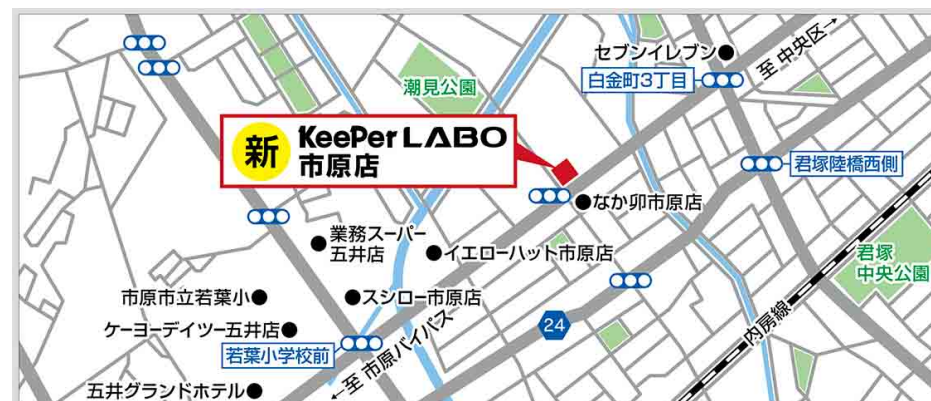 セブンイレブン
至 中央区→
白金町3丁目
潮見公園
新
KeePer LABO
市原店
君塚陸橋西側
なか卯市原店
業務スーパー
五井店
イエローハット市原店
君塚
中央公園
市原市立若葉小
スシロー市原店
ケーヨーデイツー五井店
24
内房線
若葉小学校前
←至 市原バイパス
五井グランドホテル